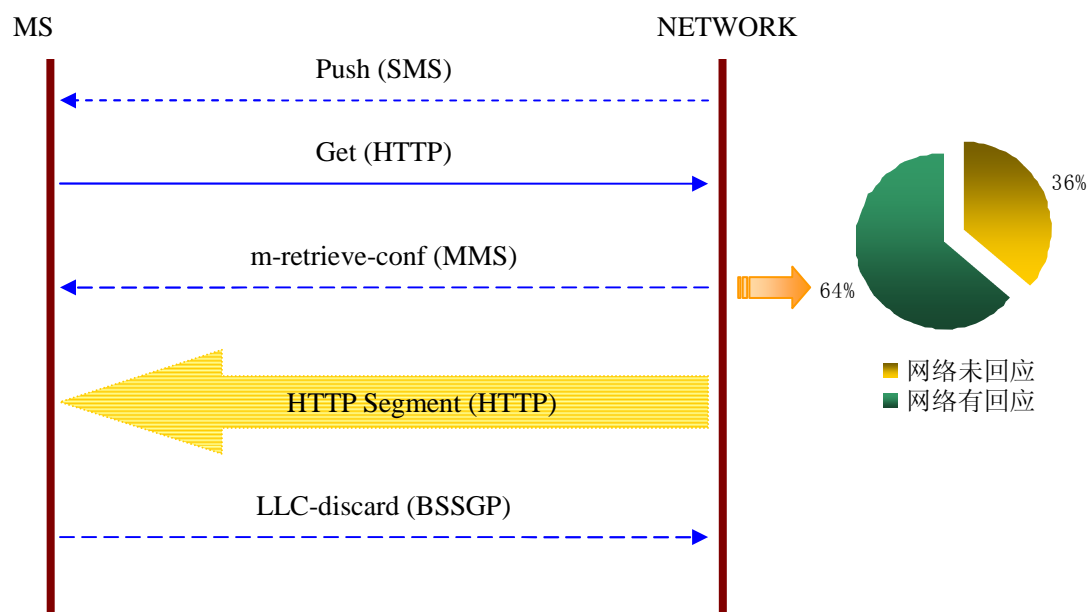 MS
NETWORK
Push (SMS)
Get (HTTP)
36%
m-retrieve-conf (MMS)
64%
网络未回应
网络有回应
HTTP Segment (HTTP)
LLC-discard (BSSGP)